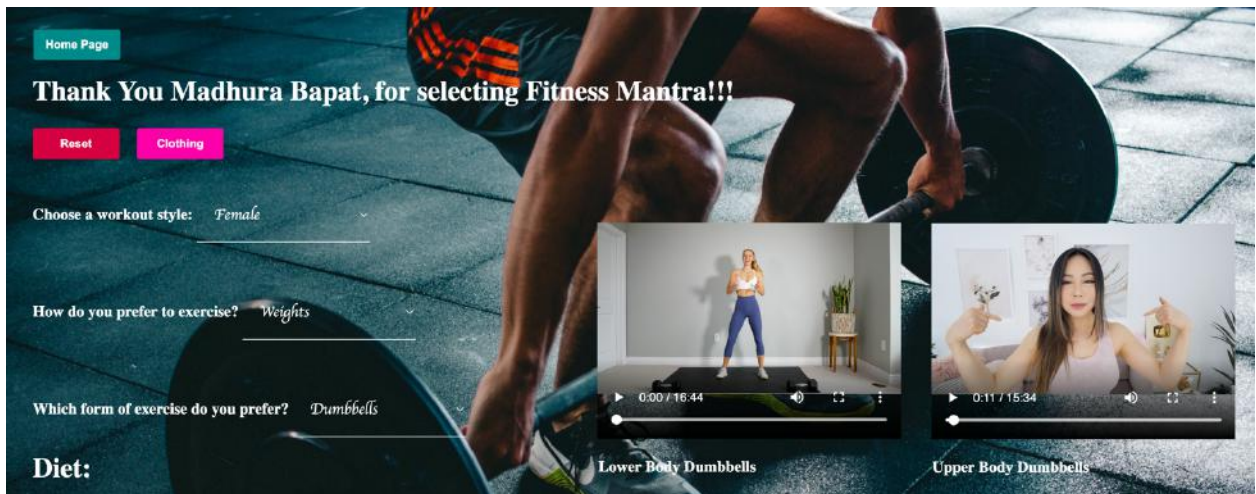 Home Page
Thank You Madhura Bapat, for selecting Fitness Mantra!!!
Reset Clothing
Choose a workout style: Female
How do you prefer to exercise? Weights
Which form of exercise do you prefer? Dumbbells
0:00 / 16:44
0:11 / 15:34
Diet:
Lower Body Dumbbells
Upper Body Dumbbells